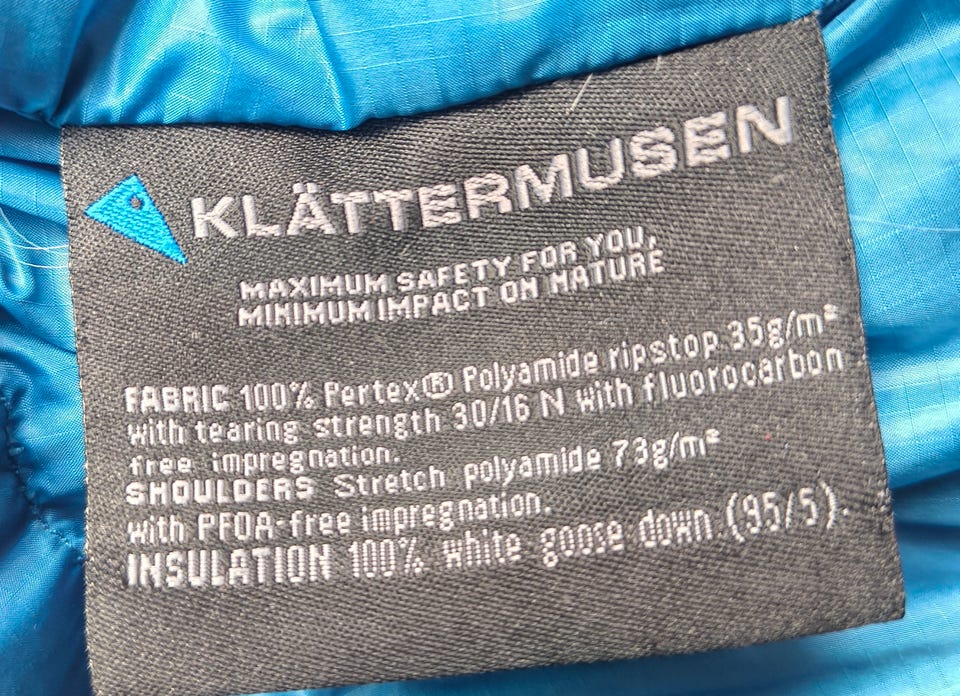 KLÄTTERMUSEN
MAXIMUM SAFETY FOR YOU,
MINIMUM IMPACT ON NATURE
FABRIC 100% Pertex® Polyamide ripstop 35g/m²
with tearing strength 30/16 N with fluorocarbon
free impregnation.
SHOULDERS Stretch polyamide 73g/m²
with PFOA-free impregnation.
INSULATION 100% white goose down (95/5).